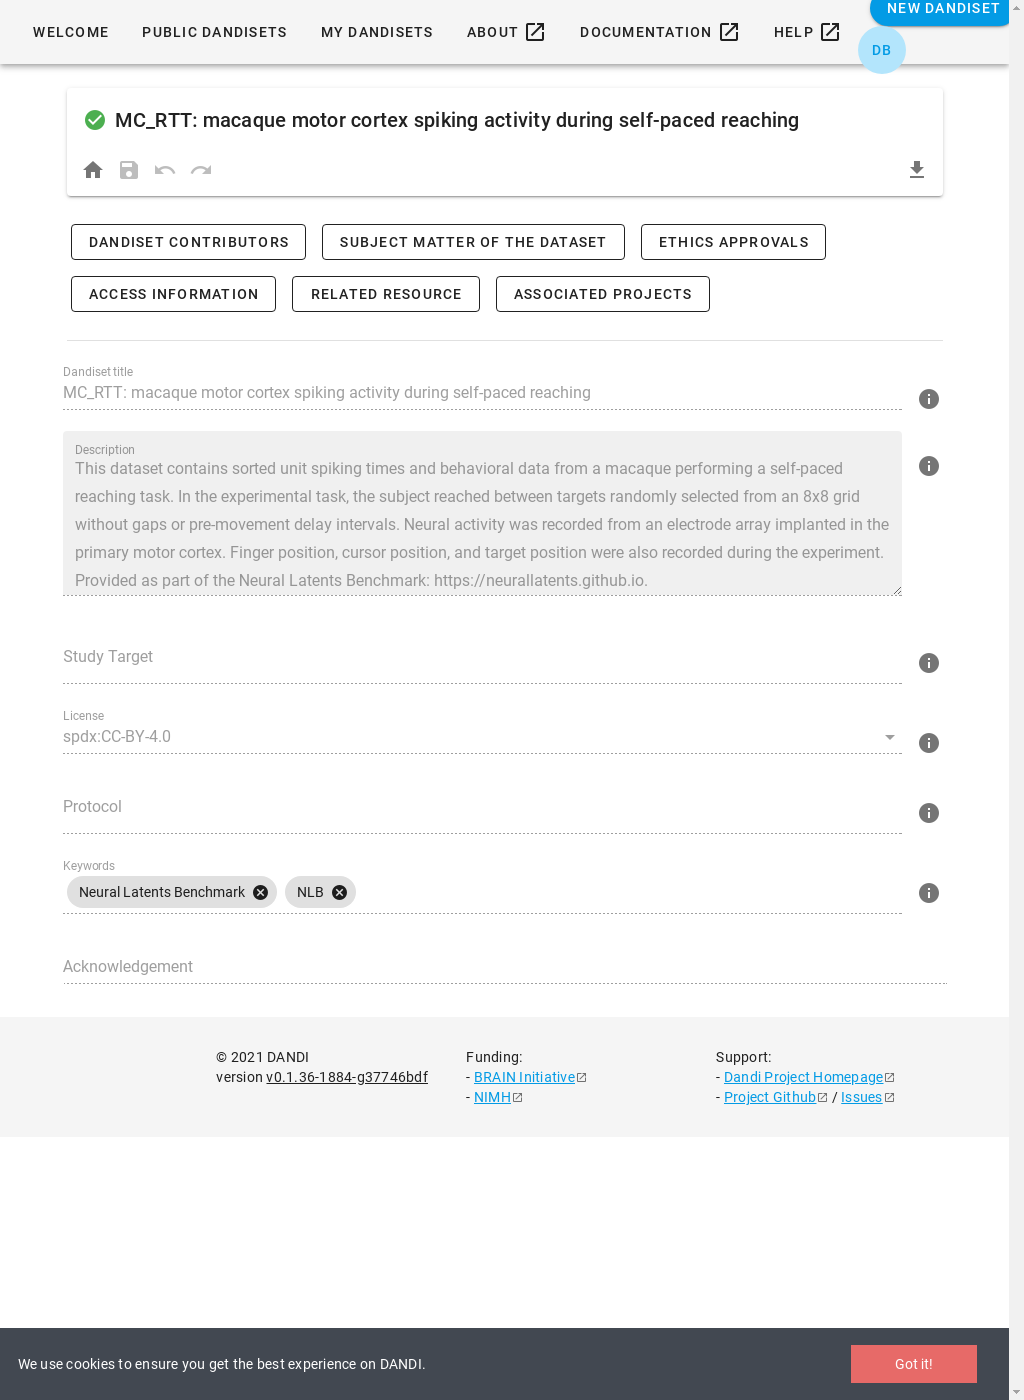 NEW DANDISET
WELCOME PUBLIC DANDISETS MY DANDISETS ABOUT DOCUMENTATION HELP
DB
MC_RTT: macaque motor cortex spiking activity during self-paced reaching
DANDISET CONTRIBUTORS SUBJECT MATTER OF THE DATASET ETHICS APPROVALS
ACCESS INFORMATION RELATED RESOURCE ASSOCIATED PROJECTS
Dandiset title
MC_RTT: macaque motor cortex spiking activity during self-paced reaching
Description
This dataset contains sorted unit spiking times and behavioral data from a macaque performing a self-paced
reaching task. In the experimental task, the subject reached between targets randomly selected from an 8x8 grid
without gaps or pre-movement delay intervals. Neural activity was recorded from an electrode array implanted in the
primary motor cortex. Finger position, cursor position, and target position were also recorded during the experiment.
Provided as part of the Neural Latents Benchmark: https://neurallatents.github.io.
Study Target
License
spdx:CC-BY-4.0
Protocol
Keywords
Neural Latents Benchmark NLB
Acknowledgement
© 2021 DANDI
version v0.1.36-1884-g37746bdf
Funding:
- BRAIN Initiative
- NIMH
Support:
- Dandi Project Homepage
- Project Github / Issues
We use cookies to ensure you get the best experience on DANDI. Got it!